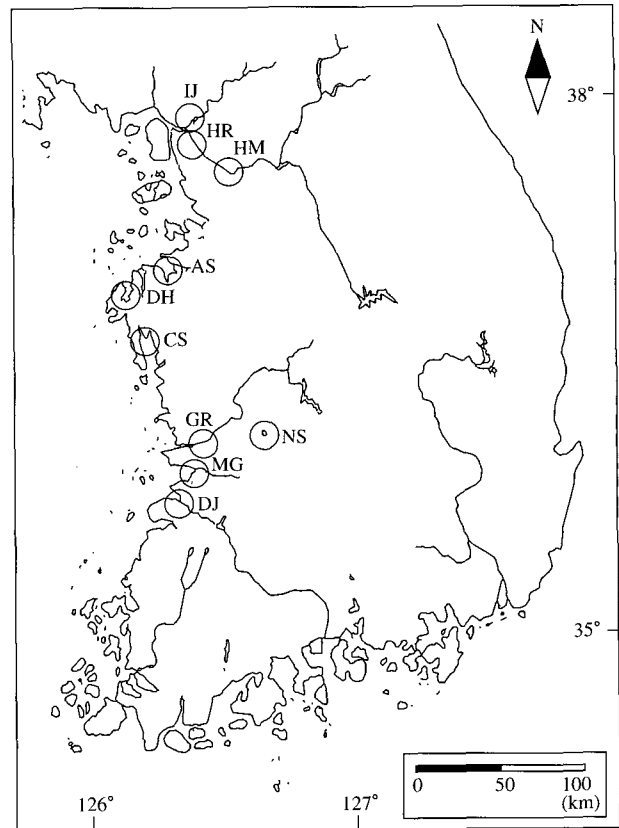 N
38°
IJ
HR
HM
AS
DH
CS
GR
NS
MG
DJ
35°
0 50 100
(km)
126° 127°